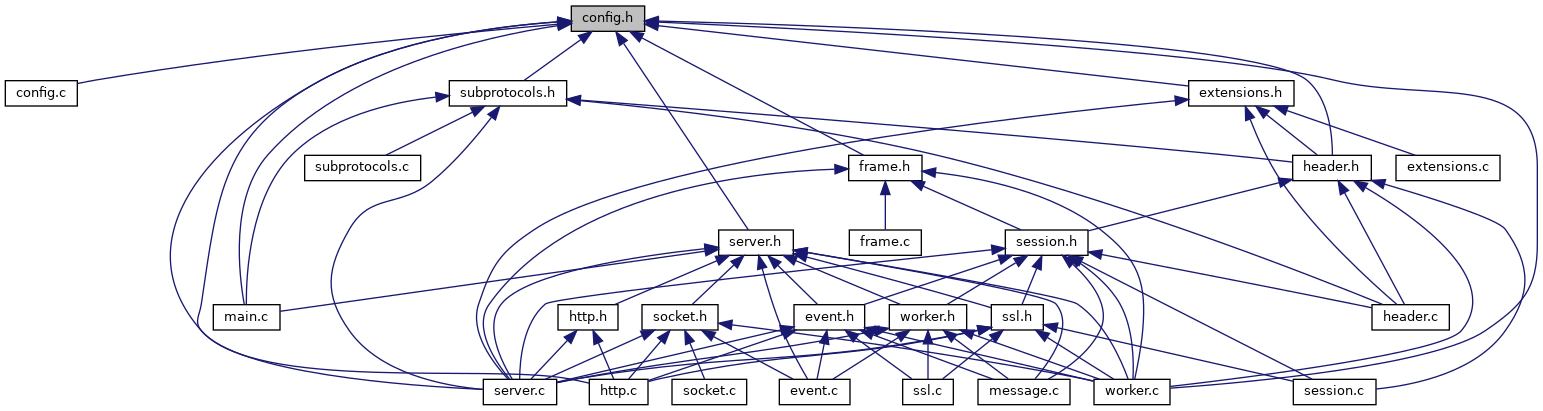 config.h
config.c
subprotocols.h
extensions.h
subprotocols.c
frame.h
header.h
extensions.c
server.h
frame.c
session.h
main.c
http.h
socket.h
event.h
worker.h
ssl.h
header.c
server.c
http.c
socket.c
event.c
ssl.c
message.c
worker.c
session.c